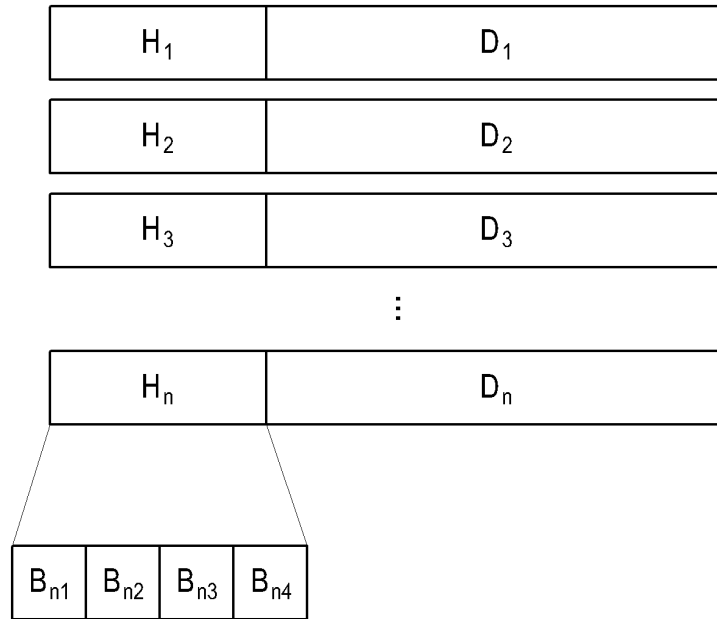 H₁ D₁
H₂ D₂
H₃ D₃
⋮
Hₙ Dₙ
Bₙ₁ Bₙ₂ Bₙ₃ Bₙ₄